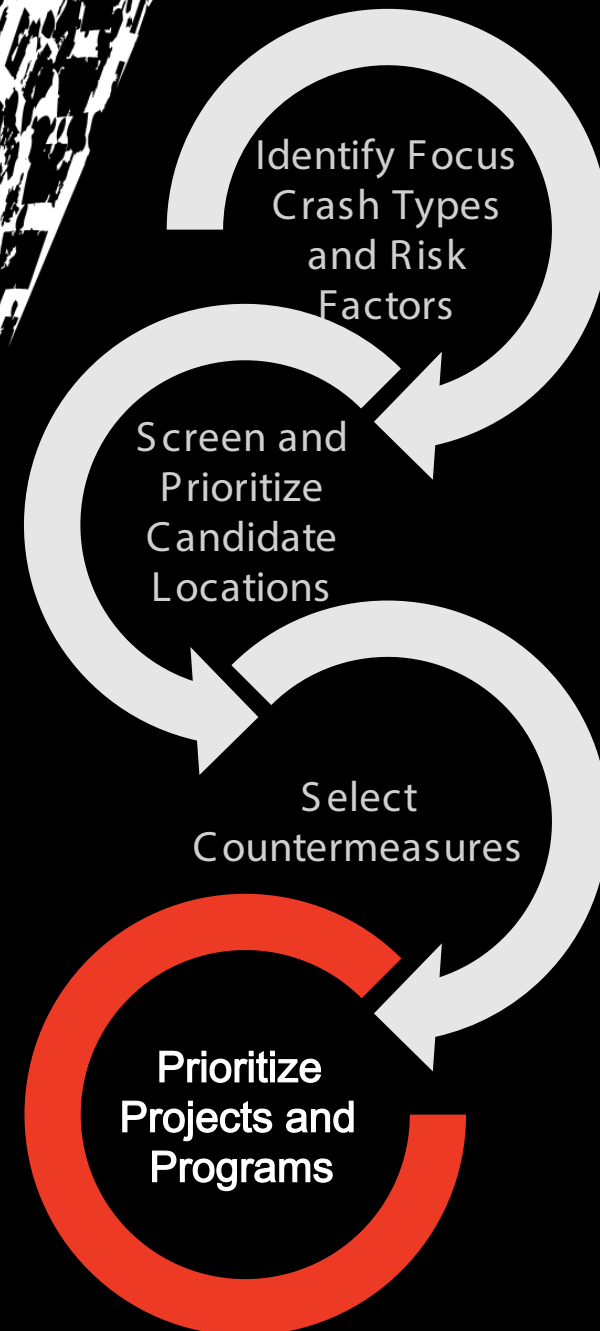 Identify Focus
Crash Types
and Risk
Factors
Screen and
Prioritize
Candidate
Locations
Select
Countermeasures
Prioritize
Projects and
Programs